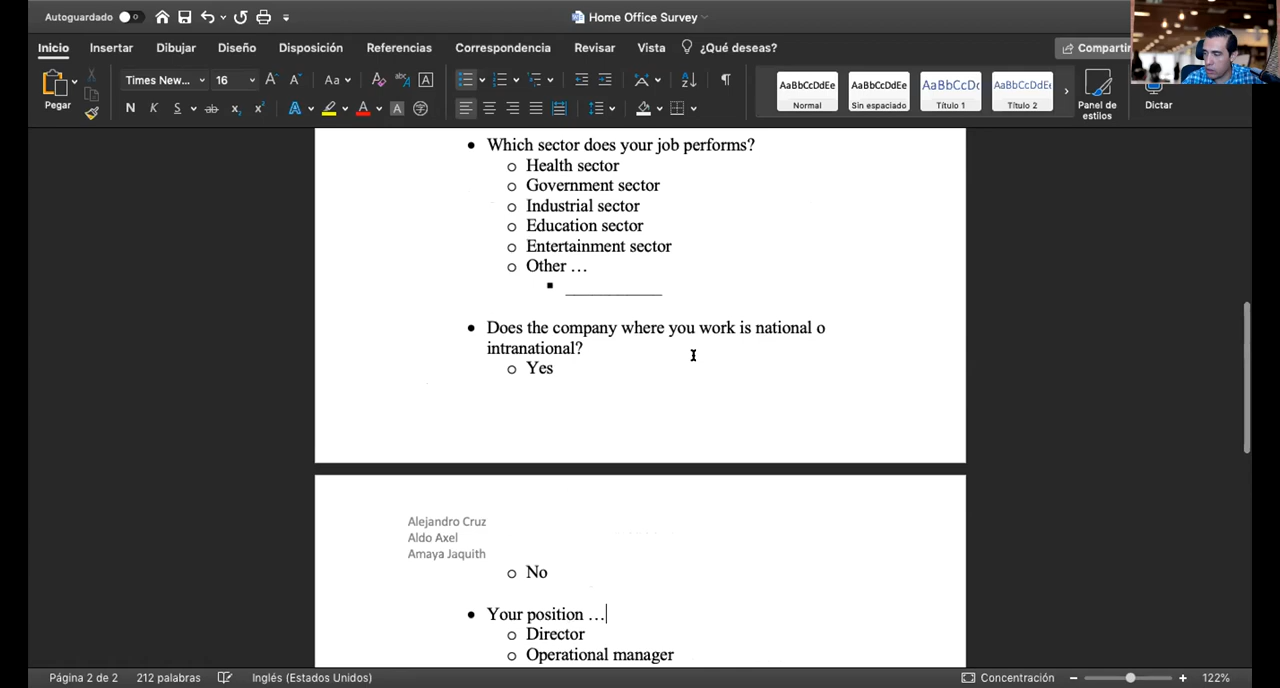 Autoguardado
Home Office Survey
Inicio Insertar Dibujar Diseño Disposición Referencias Correspondencia Revisar Vista ¿Qué deseas? Compartir
Times New... 16 Aa A A
AaBbCcDdEe AaBbCcDdEe AaBbCcDc AaBbCcDdEe
Pegar N K S ab x x A A A Normal Sin espaciado Título 1 Título 2 Panel de estilos Dictar
• Which sector does your job performs?
o Health sector
o Government sector
o Industrial sector
o Education sector
o Entertainment sector
o Other …
▪ ___________
• Does the company where you work is national o
intranational?
o Yes
Alejandro Cruz
Aldo Axel
Amaya Jaquith
o No
• Your position …
o Director
o Operational manager
Página 2 de 2 212 palabras Inglés (Estados Unidos) Concentración 122%